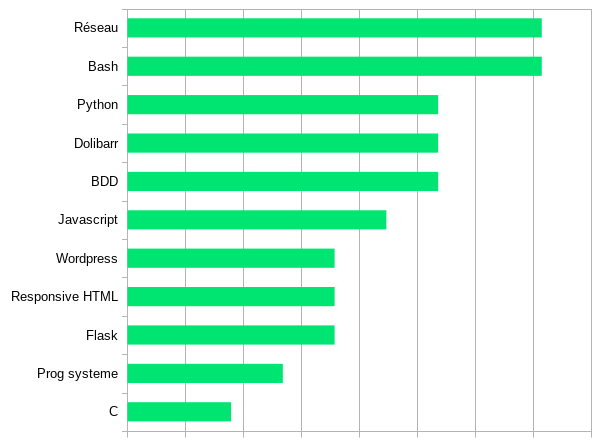 Réseau
Bash
Python
Dolibarr
BDD
Javascript
Wordpress
Responsive HTML
Flask
Prog systeme
C